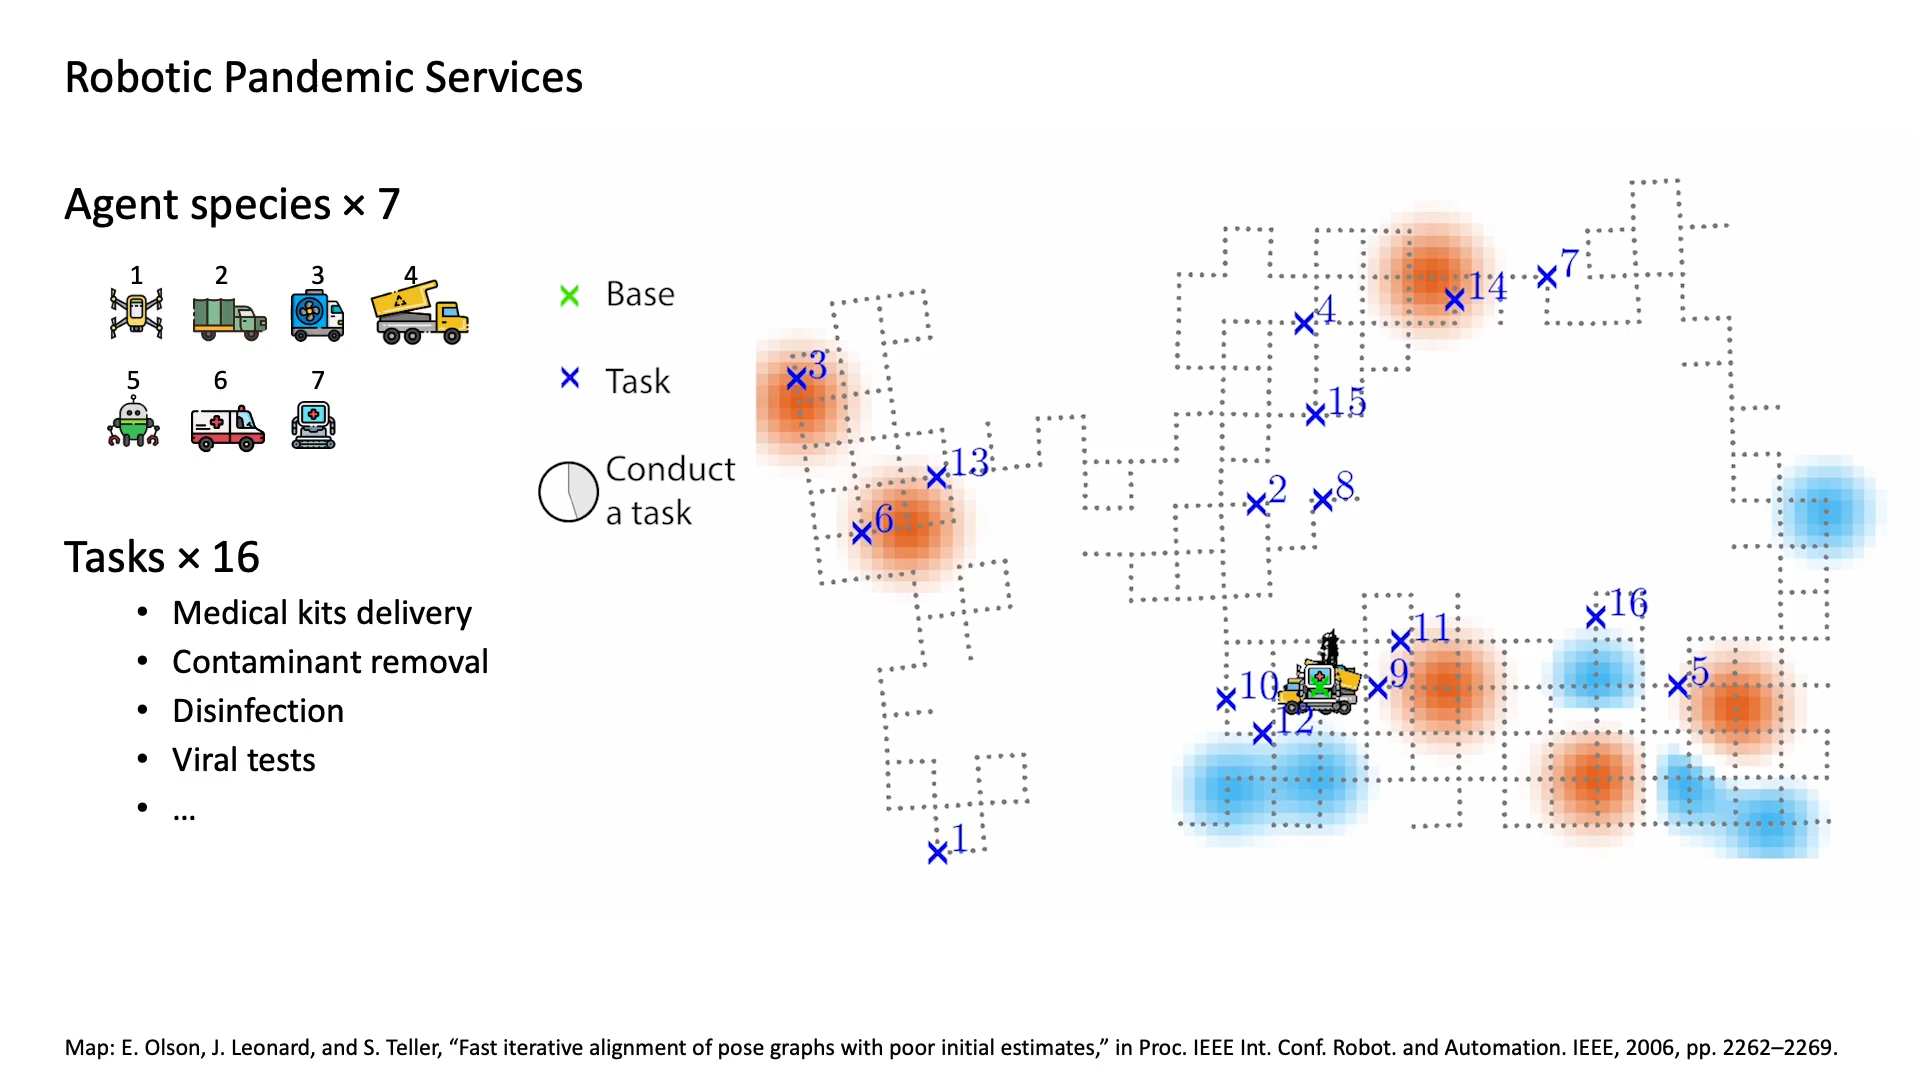 Robotic Pandemic Services
Agent species × 7
1 2 3 4
5 6 7
Tasks × 16
• Medical kits delivery
• Contaminant removal
• Disinfection
• Viral tests
• ...
Base
Task
Conduct
a task
7
14
4
3
15
13
2
8
6
16
11
5
9
10
12
1
Map: E. Olson, J. Leonard, and S. Teller, “Fast iterative alignment of pose graphs with poor initial estimates,” in Proc. IEEE Int. Conf. Robot. and Automation. IEEE, 2006, pp. 2262–2269.